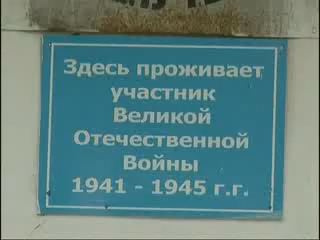 Здесь проживает
участник
Великой
Отечественной
Войны
1941 - 1945 г.г.